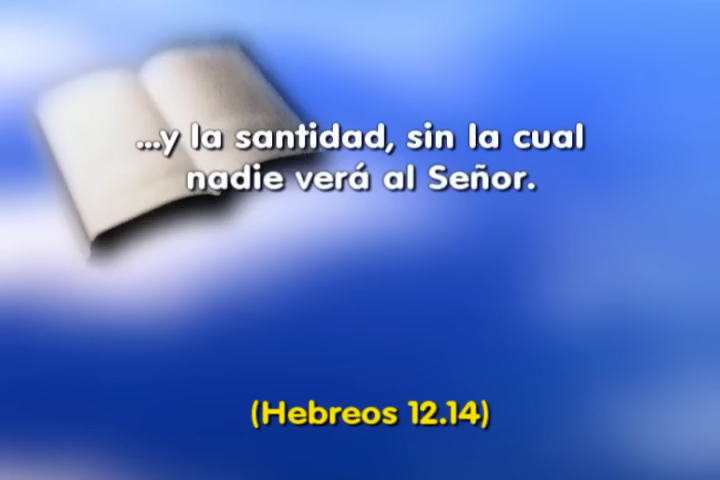 ...y la santidad, sin la cual
nadie verá al Señor.
(Hebreos 12.14)